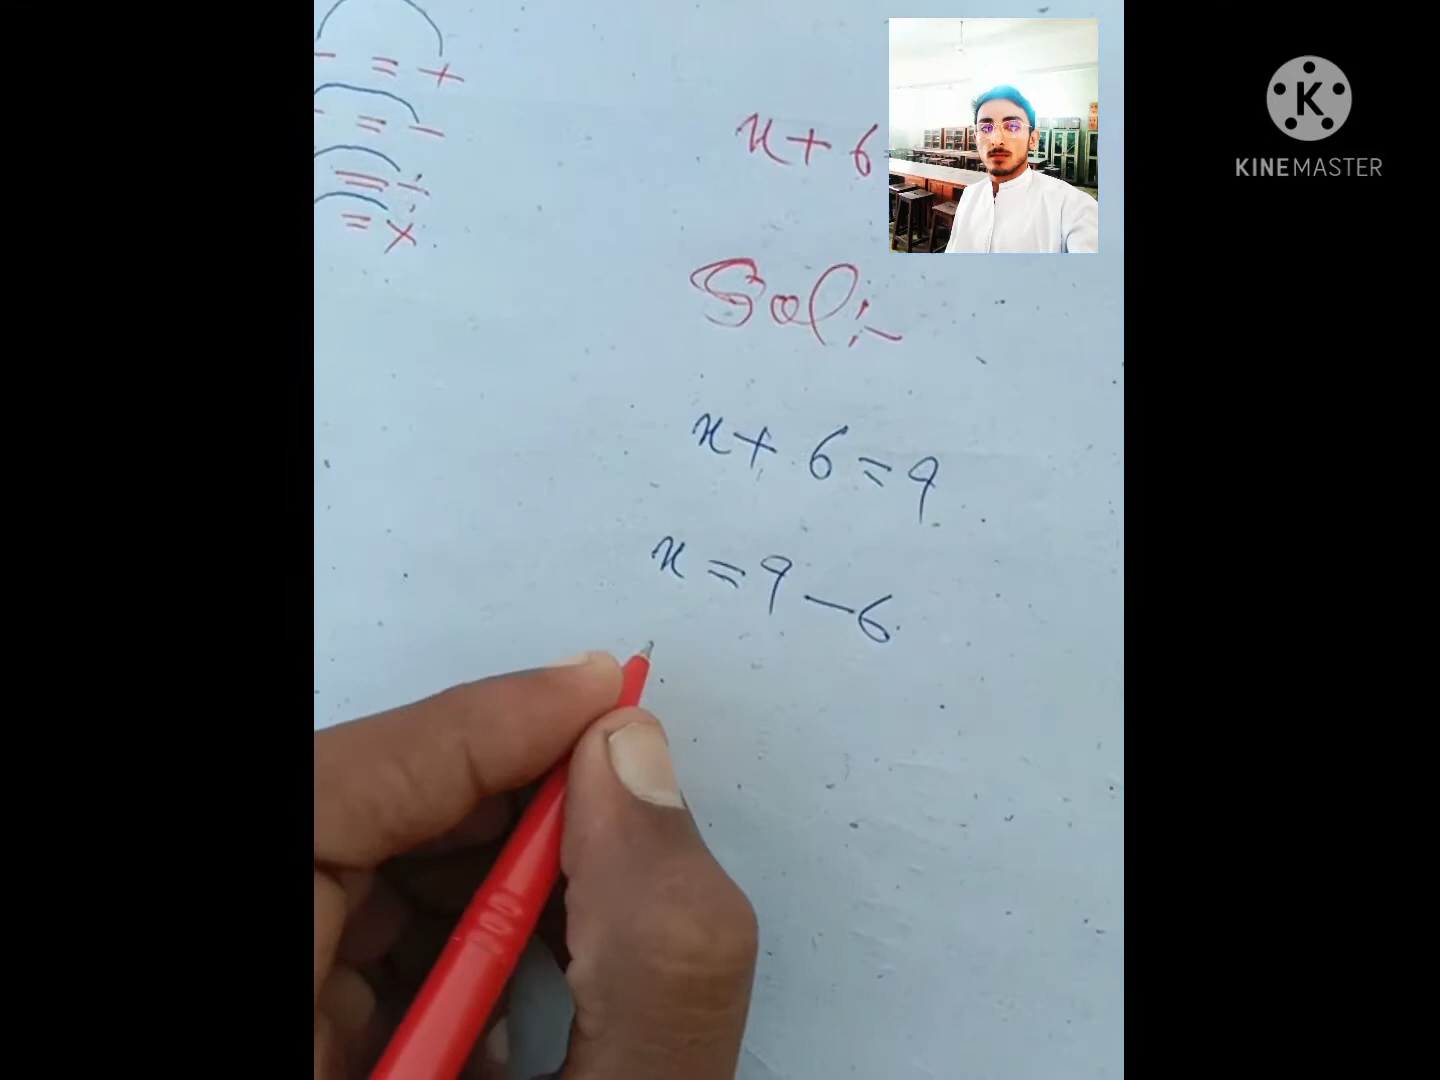 - = +
- = -
= ÷
= ×
x + 6
Sol:-
x + 6 = 9
x = 9 - 6
KINEMASTER